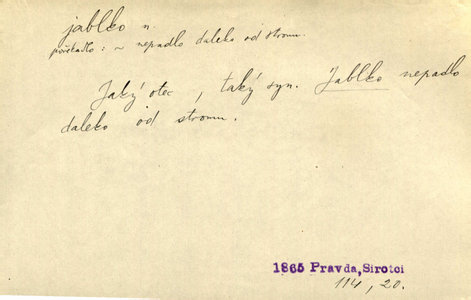 jablko n.
pořekadlo: ~ nepadlo daleko od stromu.
Jaký otec, taký syn. Jablko nepadlo
daleko od stromu.
1865 Pravda, Sirotci
114, 20.